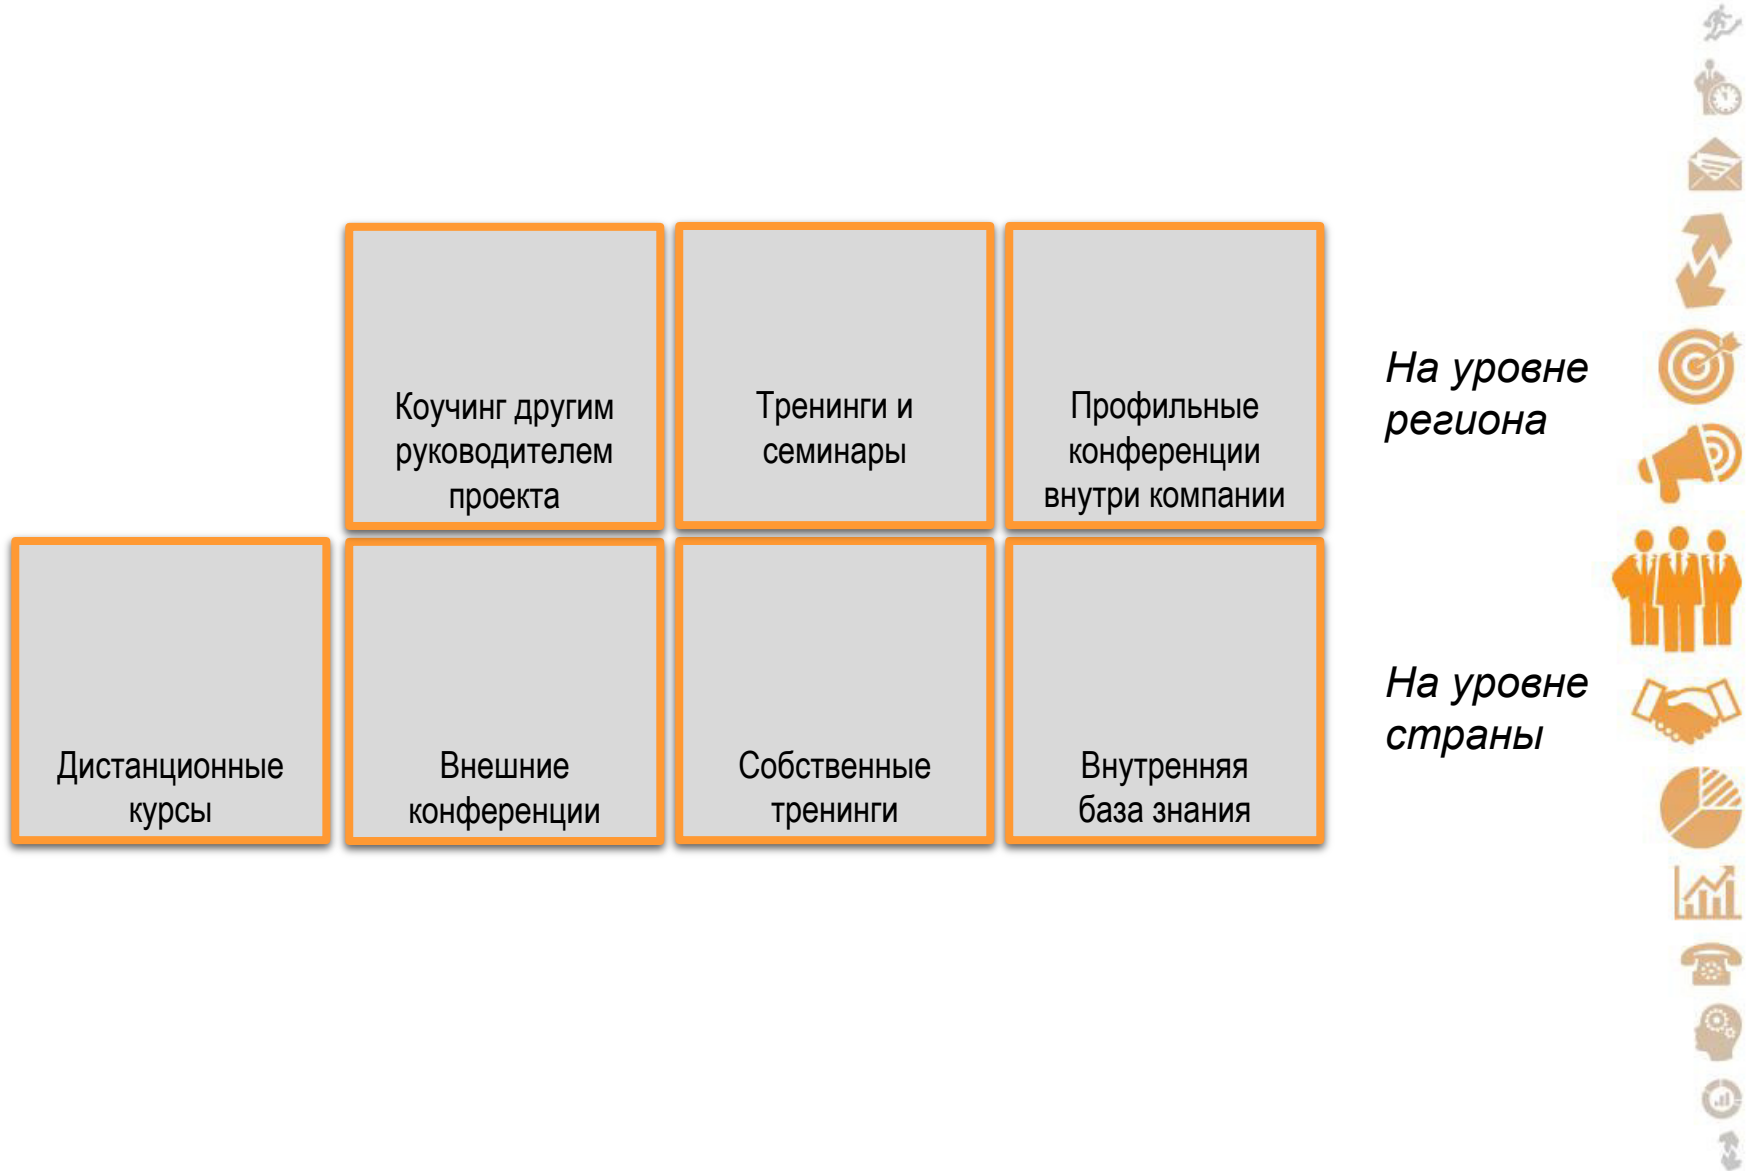 Коучинг другим
руководителем
проекта
Тренинги и
семинары
Профильные
конференции
внутри компании
На уровне
региона
Дистанционные
курсы
Внешние
конференции
Собственные
тренинги
Внутренняя
база знания
На уровне
страны